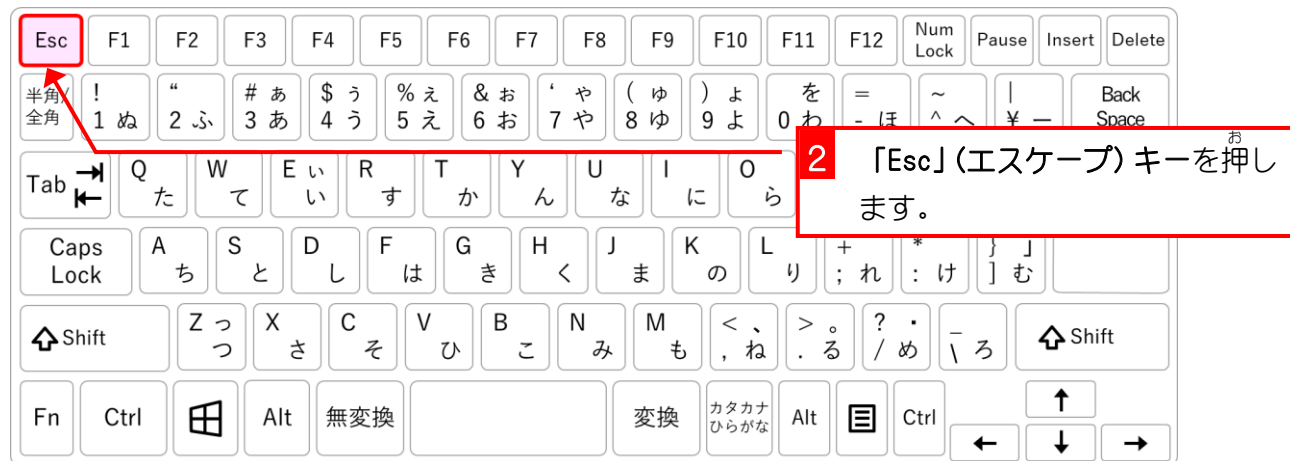 Esc F1 F2 F3 F4 F5 F6 F7 F8 F9 F10 F11 F12 Num Lock Pause Insert Delete
半角/全角 ! 1 ぬ “ 2 ふ # ぁ 3 あ $ ぅ 4 う % ぇ 5 え & ぉ 6 お ‘ ゃ 7 や ( ゅ 8 ゆ ) ょ 9 よ を 0 わ = - ほ ~ ^ へ | ¥ ー Back Space
Tab Q た W て E ぃ い R す T か Y ん U な I に O ら
2 「Esc」(エスケープ) キーを押し
お
ます。
Caps Lock A ち S と D し F は G き H く J ま K の L り + ; れ * : け } 」 ] む
Shift Z っ つ X さ C そ V ひ B こ N み M も < 、 , ね > 。 . る ? ・ / め _ \ ろ Shift
Fn Ctrl Alt 無変換 変換 カタカナ ひらがな Alt Ctrl